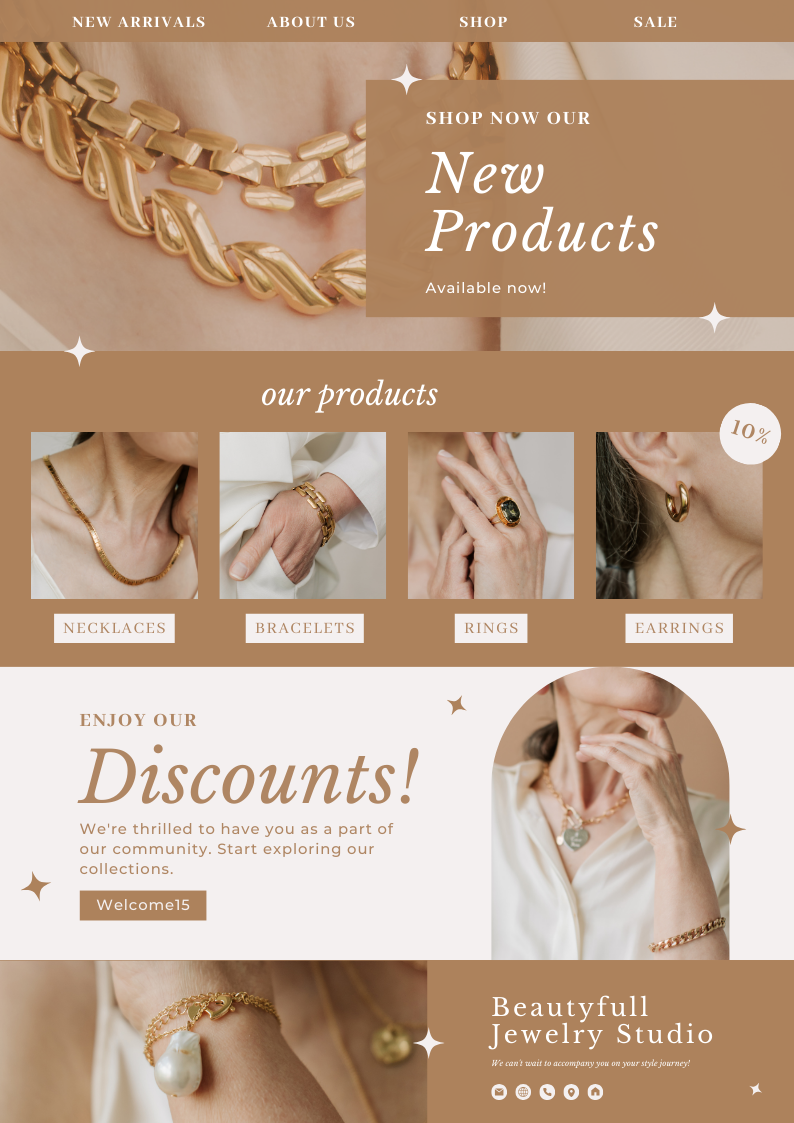 NEW ARRIVALS
ABOUT US
SHOP
SALE
SHOP NOW OUR
New
Products
Available now!
our products
10%
NECKLACES
BRACELETS
RINGS
EARRINGS
ENJOY OUR
Discounts!
We're thrilled to have you as a part of
our community. Start exploring our
collections.
Welcome15
Beautyfull
Jewelry Studio
We can't wait to accompany you on your style journey!